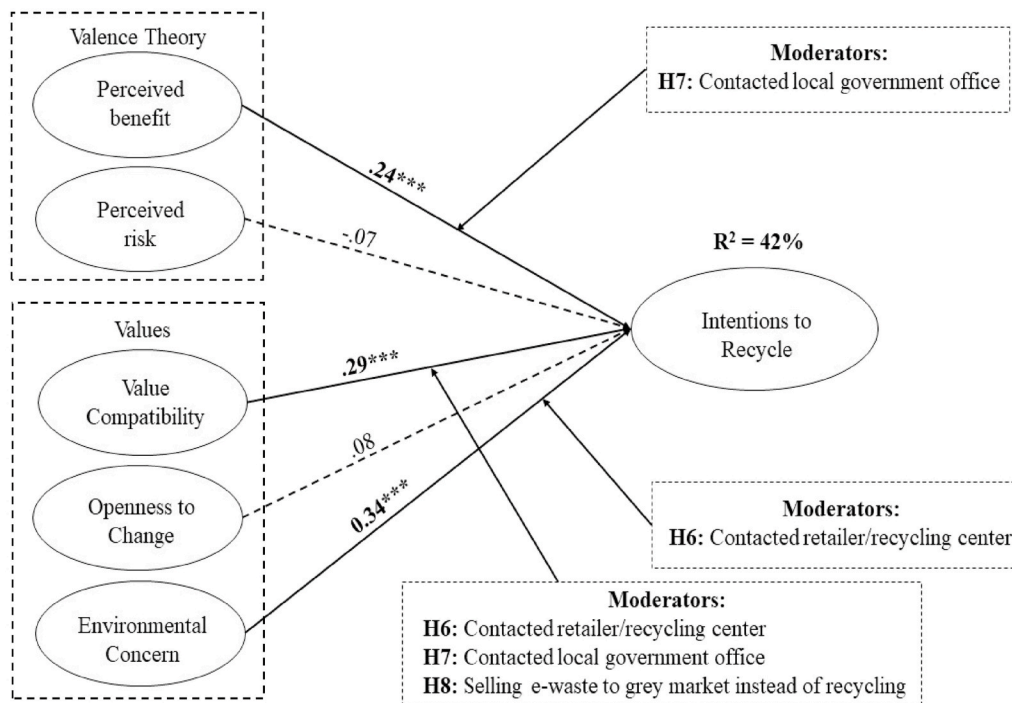 Valence Theory
Perceived
benefit
Perceived
risk
Values
Value
Compatibility
Openness to
Change
Environmental
Concern
.24***
-.07
.29***
.08
0.34***
Moderators:
H7: Contacted local government office
R² = 42%
Intentions to
Recycle
Moderators:
H6: Contacted retailer/recycling center
Moderators:
H6: Contacted retailer/recycling center
H7: Contacted local government office
H8: Selling e-waste to grey market instead of recycling